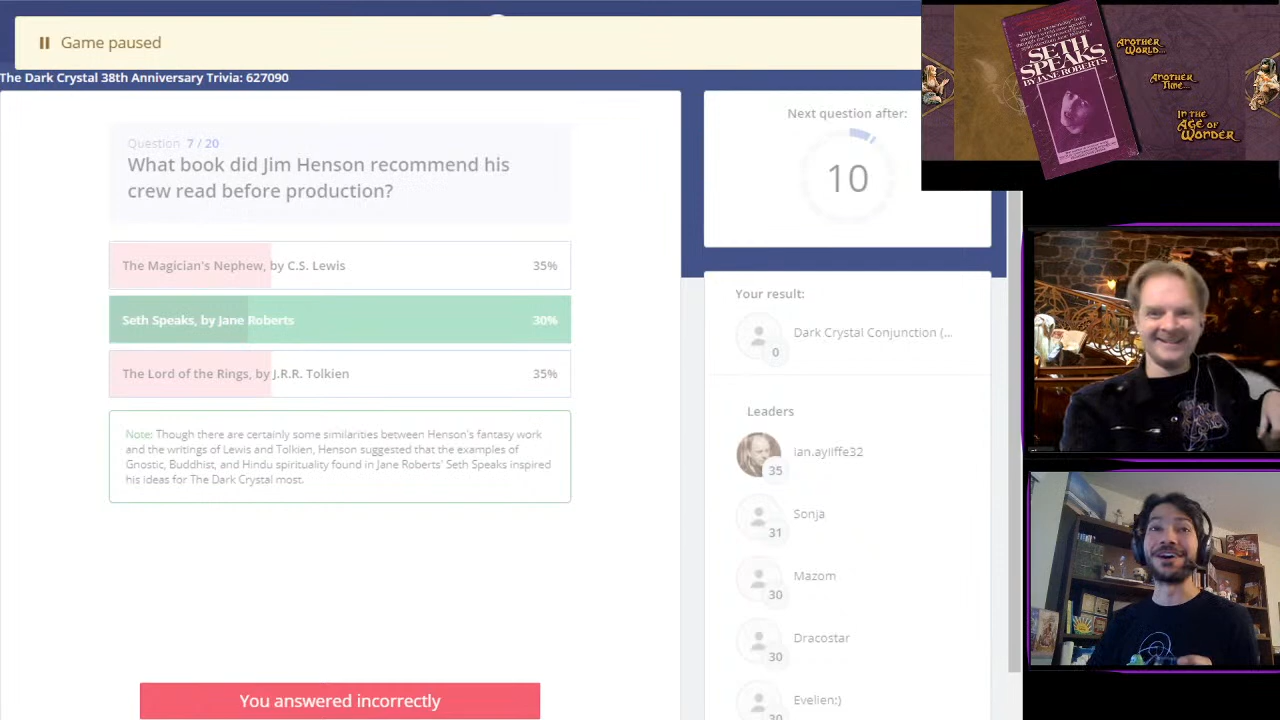 Game paused
The Dark Crystal 38th Anniversary Trivia: 627090
Question 7 / 20
What book did Jim Henson recommend his
crew read before production?
The Magician's Nephew, by C.S. Lewis 35%
Seth Speaks, by Jane Roberts 30%
The Lord of the Rings, by J.R.R. Tolkien 35%
Note: Though there are certainly some similarities between Henson's fantasy work
and the writings of Lewis and Tolkien, Henson suggested that the examples of
Gnostic, Buddhist, and Hindu spirituality found in Jane Roberts' Seth Speaks inspired
his ideas for The Dark Crystal most.
You answered incorrectly
Next question after:
10
Your result:
Dark Crystal Conjunction (...
0
Leaders
ian.ayliffe32
35
Sonja
31
Mazom
30
Dracostar
30
Evelien:)
30
SETH
SPEAKS
BY JANE ROBERTS
Another
World...
Another
Time...
In the
Age of
Wonder